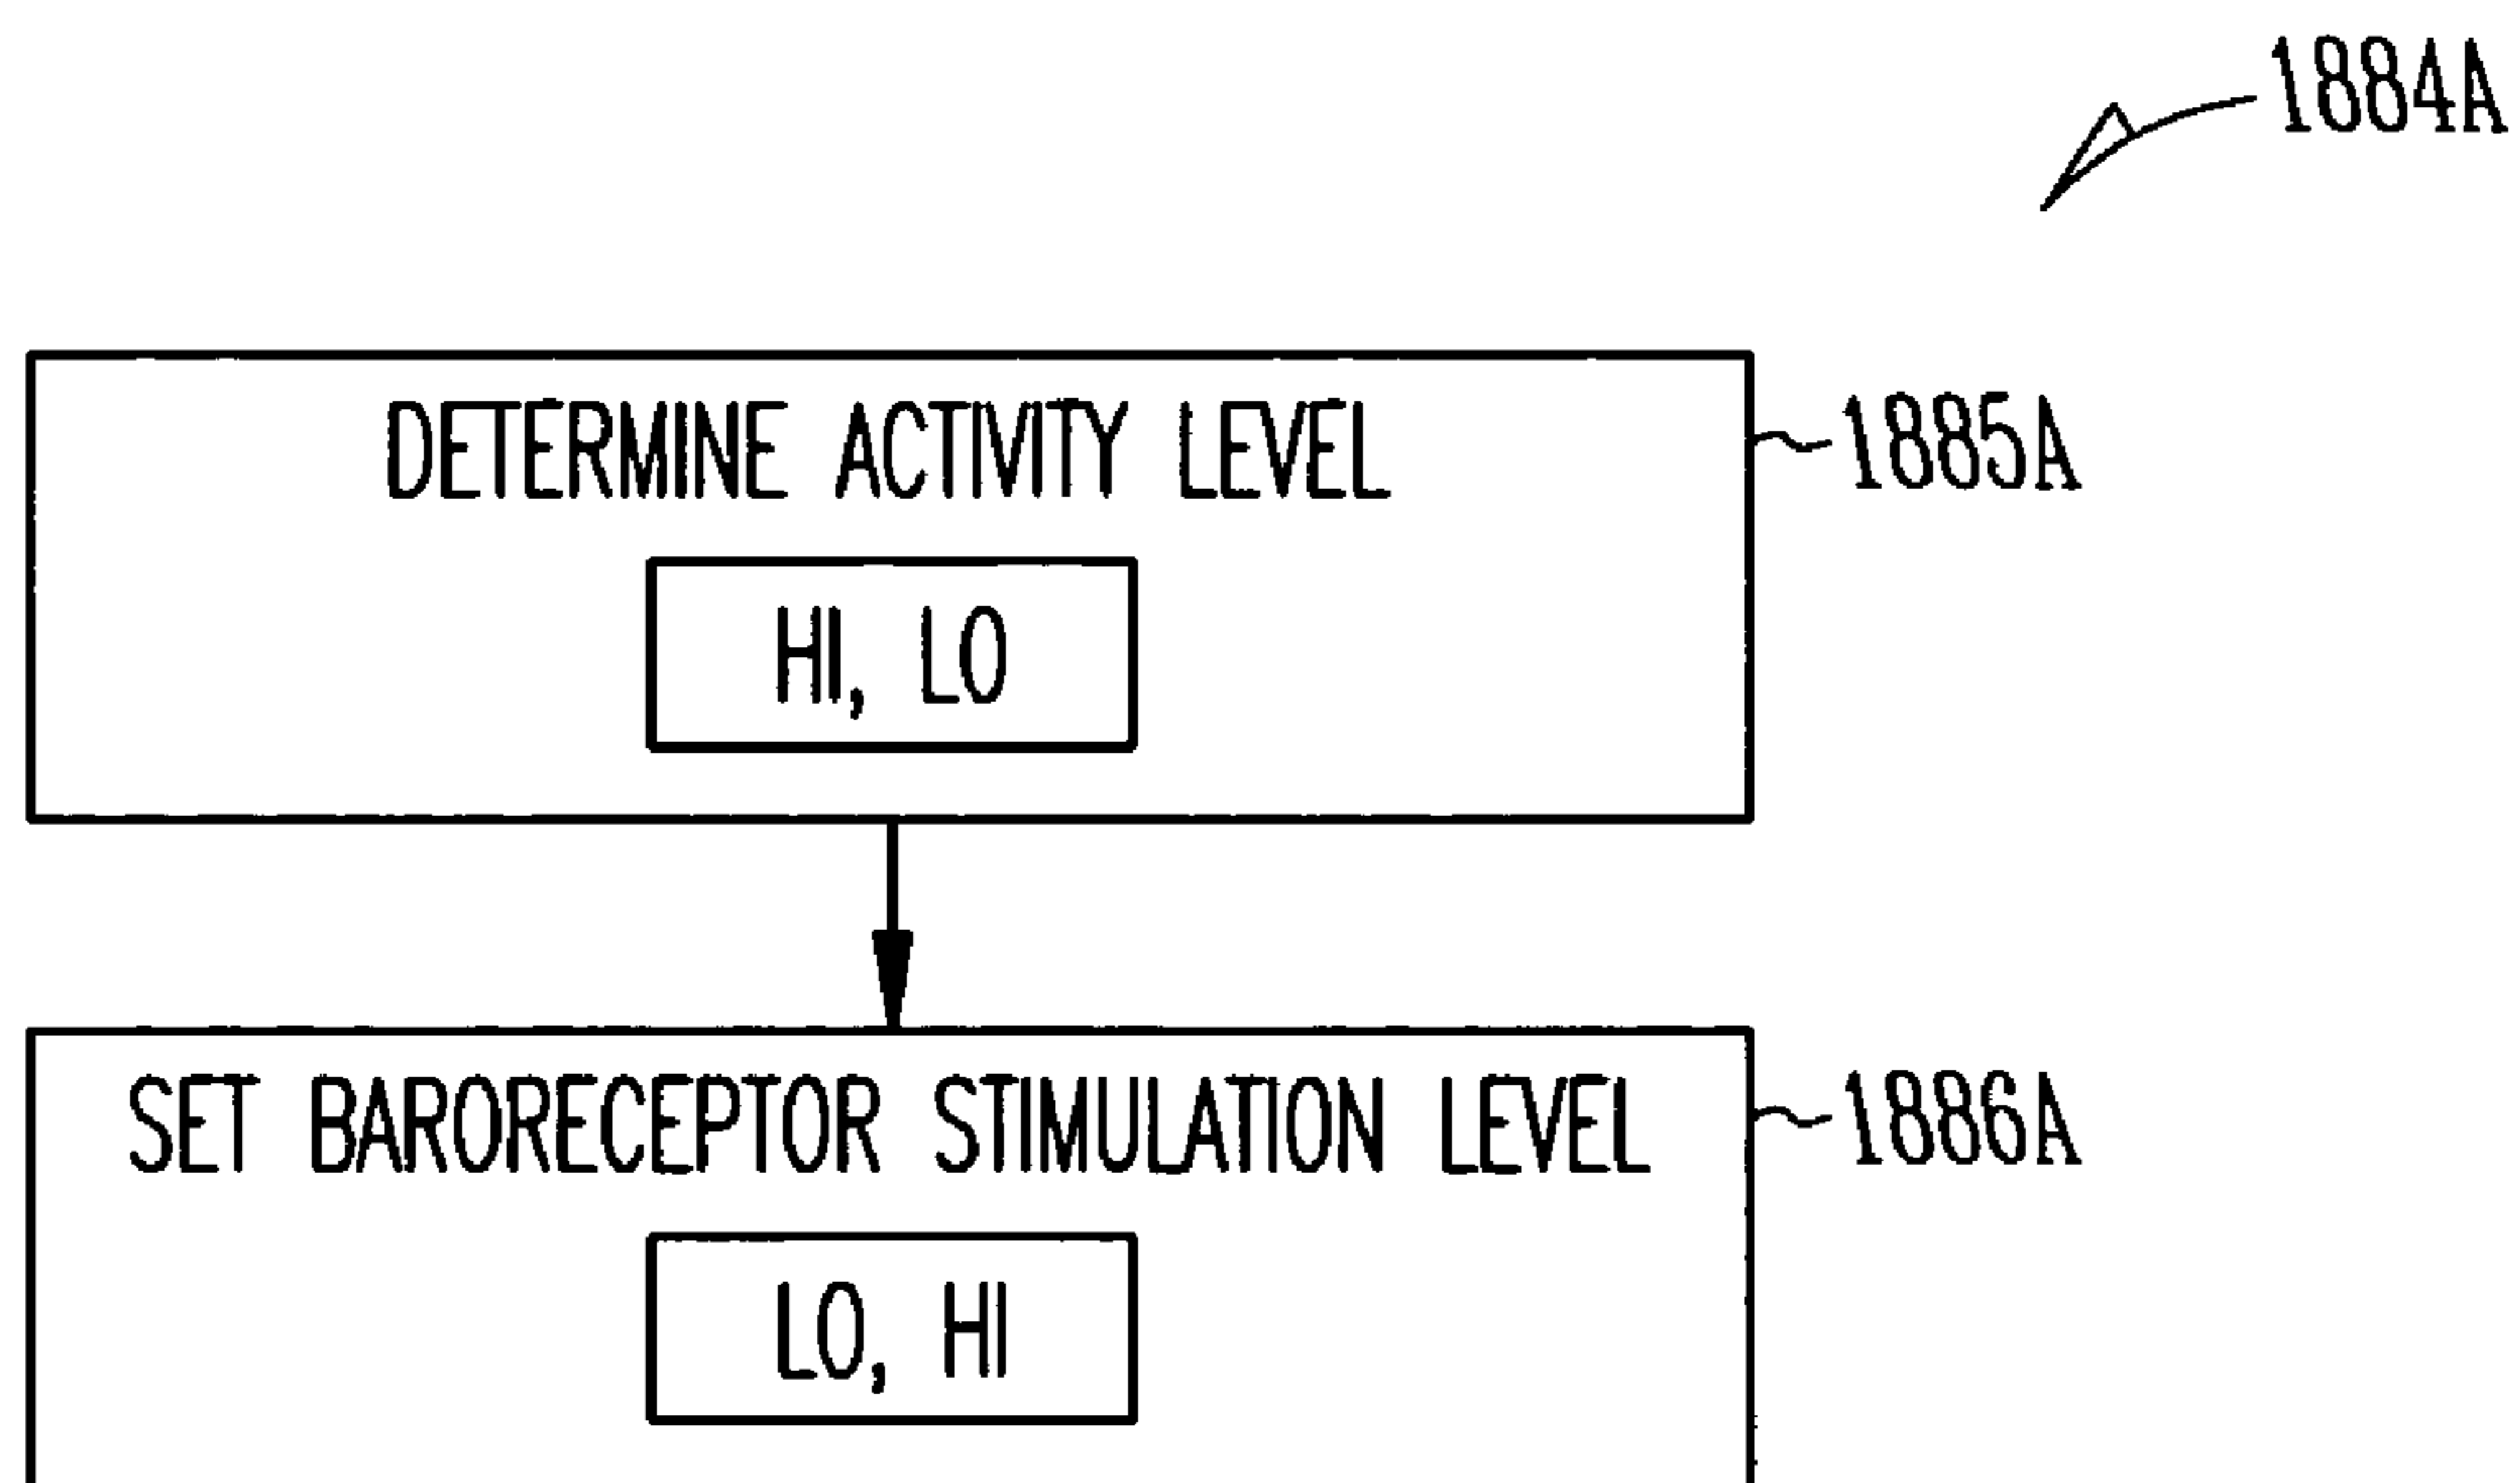 1884A
DETERMINE ACTIVITY LEVEL
1885A
HI, LO
SET BARORECEPTOR STIMULATION LEVEL
1886A
LO, HI